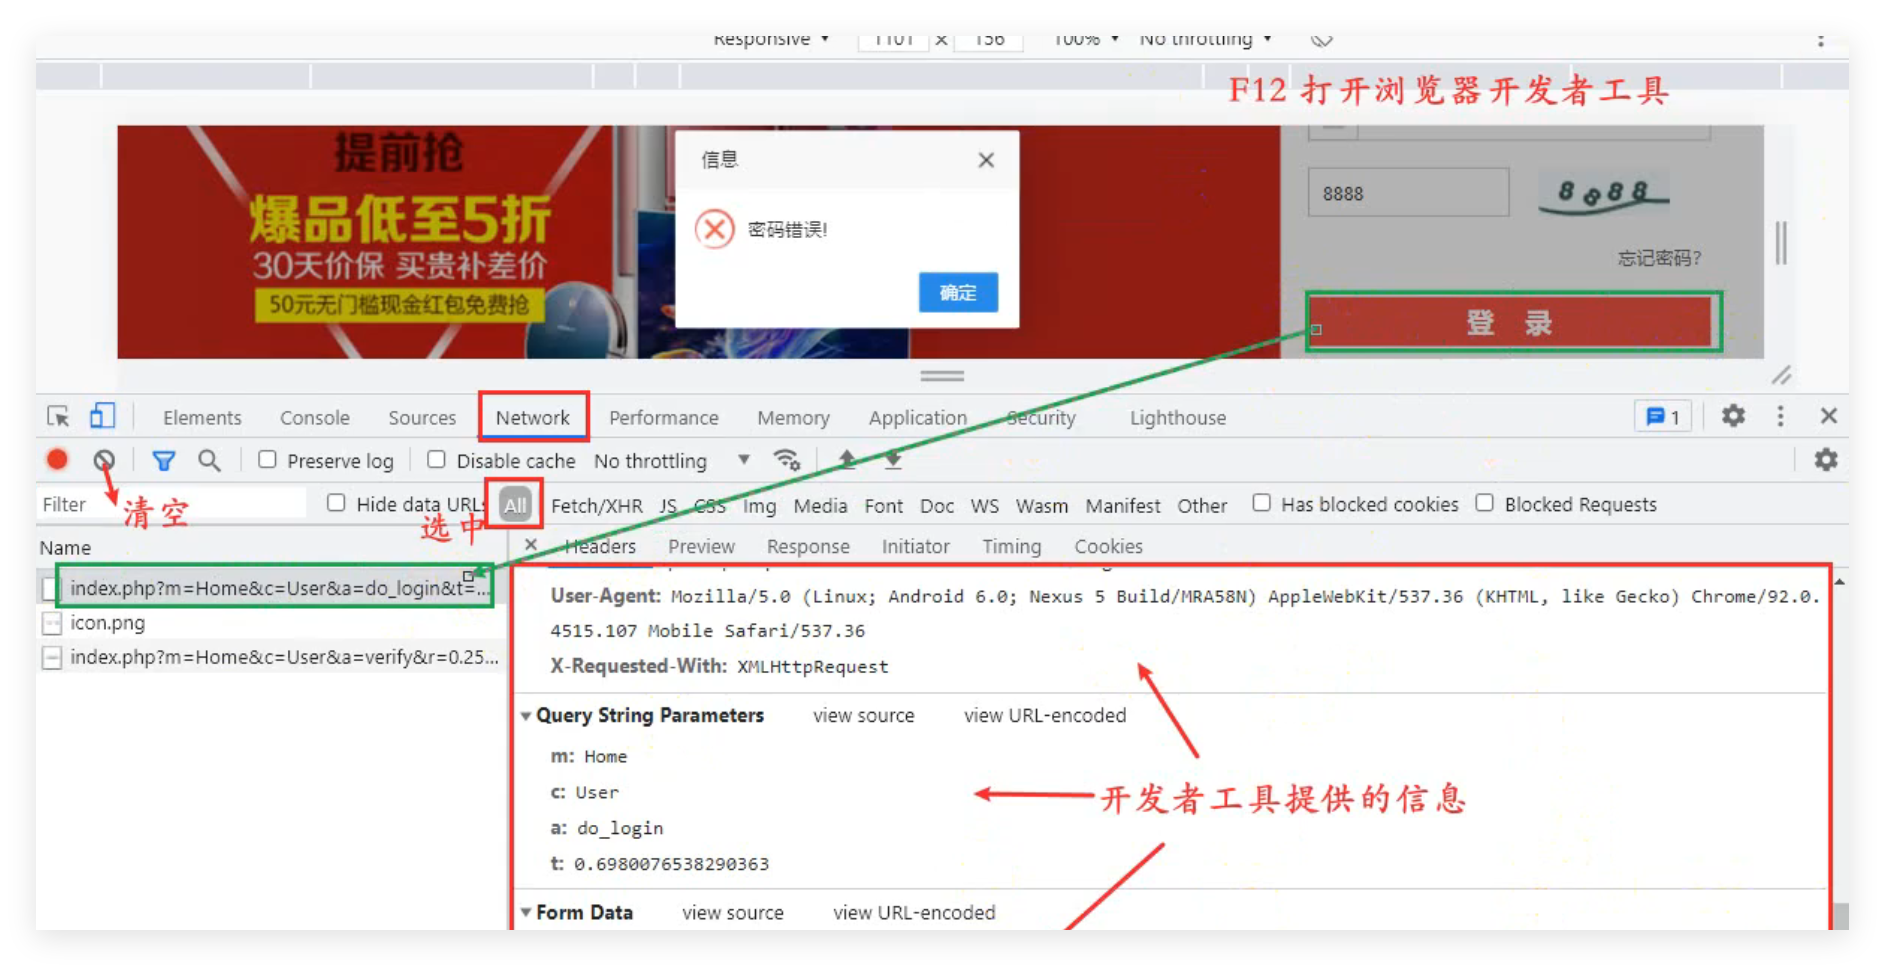 Responsive ▼ 1101 × 156 100% ▼ No throttling ▼
F12 打开浏览器开发者工具
提前抢
爆品低至5折
30天价保 买贵补差价
50元无门槛现金红包免费抢
信息
密码错误!
确定
8888
8888
忘记密码?
登 录
Elements Console Sources Network Performance Memory Application Security Lighthouse 1
Preserve log Disable cache No throttling ▼
Filter Hide data URLs All Fetch/XHR JS CSS Img Media Font Doc WS Wasm Manifest Other Has blocked cookies Blocked Requests
清空
选中
Name
Headers Preview Response Initiator Timing Cookies
index.php?m=Home&c=User&a=do_login&t=...
icon.png
index.php?m=Home&c=User&a=verify&r=0.25...
User-Agent: Mozilla/5.0 (Linux; Android 6.0; Nexus 5 Build/MRA58N) AppleWebKit/537.36 (KHTML, like Gecko) Chrome/92.0.
4515.107 Mobile Safari/537.36
X-Requested-With: XMLHttpRequest
▼ Query String Parameters view source view URL-encoded
m: Home
c: User
a: do_login
t: 0.6980076538290363
开发者工具提供的信息
▼ Form Data view source view URL-encoded